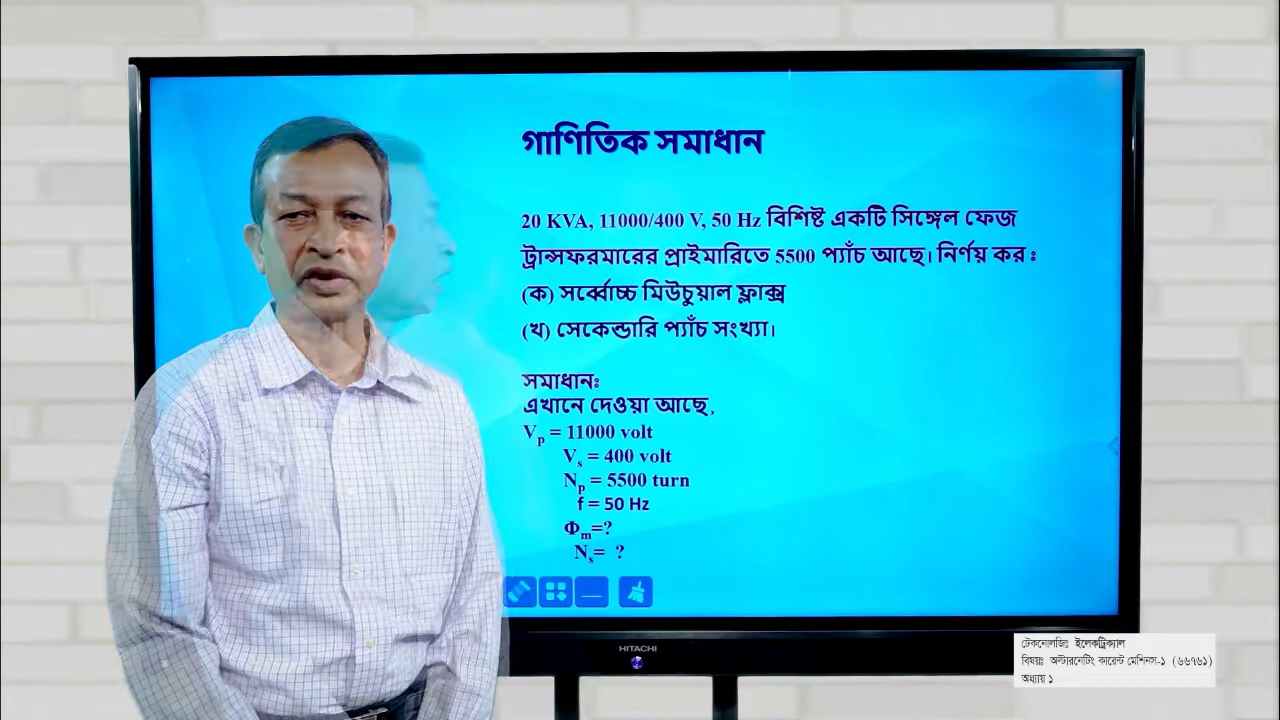 গাণিতিক সমাধান
20 KVA, 11000/400 V, 50 Hz বিশিষ্ট একটি সিঙ্গেল ফেজ
ট্রান্সফরমারের প্রাইমারিতে 5500 প্যাঁচ আছে। নির্ণয় কর ঃ
(ক) সর্ব্বোচ্চ মিউচুয়াল ফ্লাক্স
(খ) সেকেন্ডারি প্যাঁচ সংখ্যা।
সমাধানঃ
এখানে দেওয়া আছে,
Vp = 11000 volt
Vs = 400 volt
Np = 5500 turn
f = 50 Hz
Φm=?
Ns= ?
HITACHI
টেকনোলজিঃ ইলেকট্রিক্যাল
বিষয়ঃ অল্টারনেটিং কারেন্ট মেশিনস-১ (৬৬৭৬১)
অধ্যায় ১